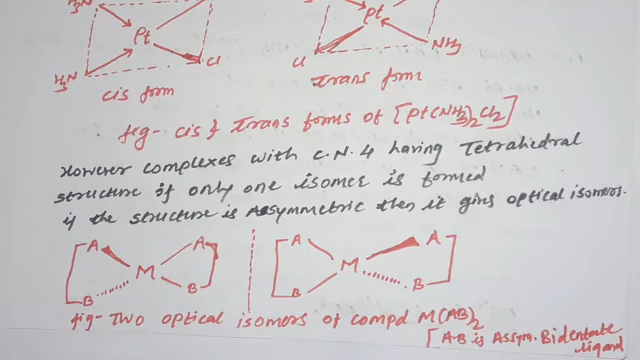 H₃N
Pt Pt
H₃N Cl Cl NH₃
cis form Trans form
fig- cis & Trans forms of [Pt(NH₃)₂Cl₂]
However complexes with C.N. 4 having Tetrahedral
structure if only one isomer is formed
if the structure is Assymmetric then it gives optical isomers.
A A A A
M M
B B B B
fig- Two optical isomers of compd M(AB)₂
[A-B is Assym. Bidentate
ligand